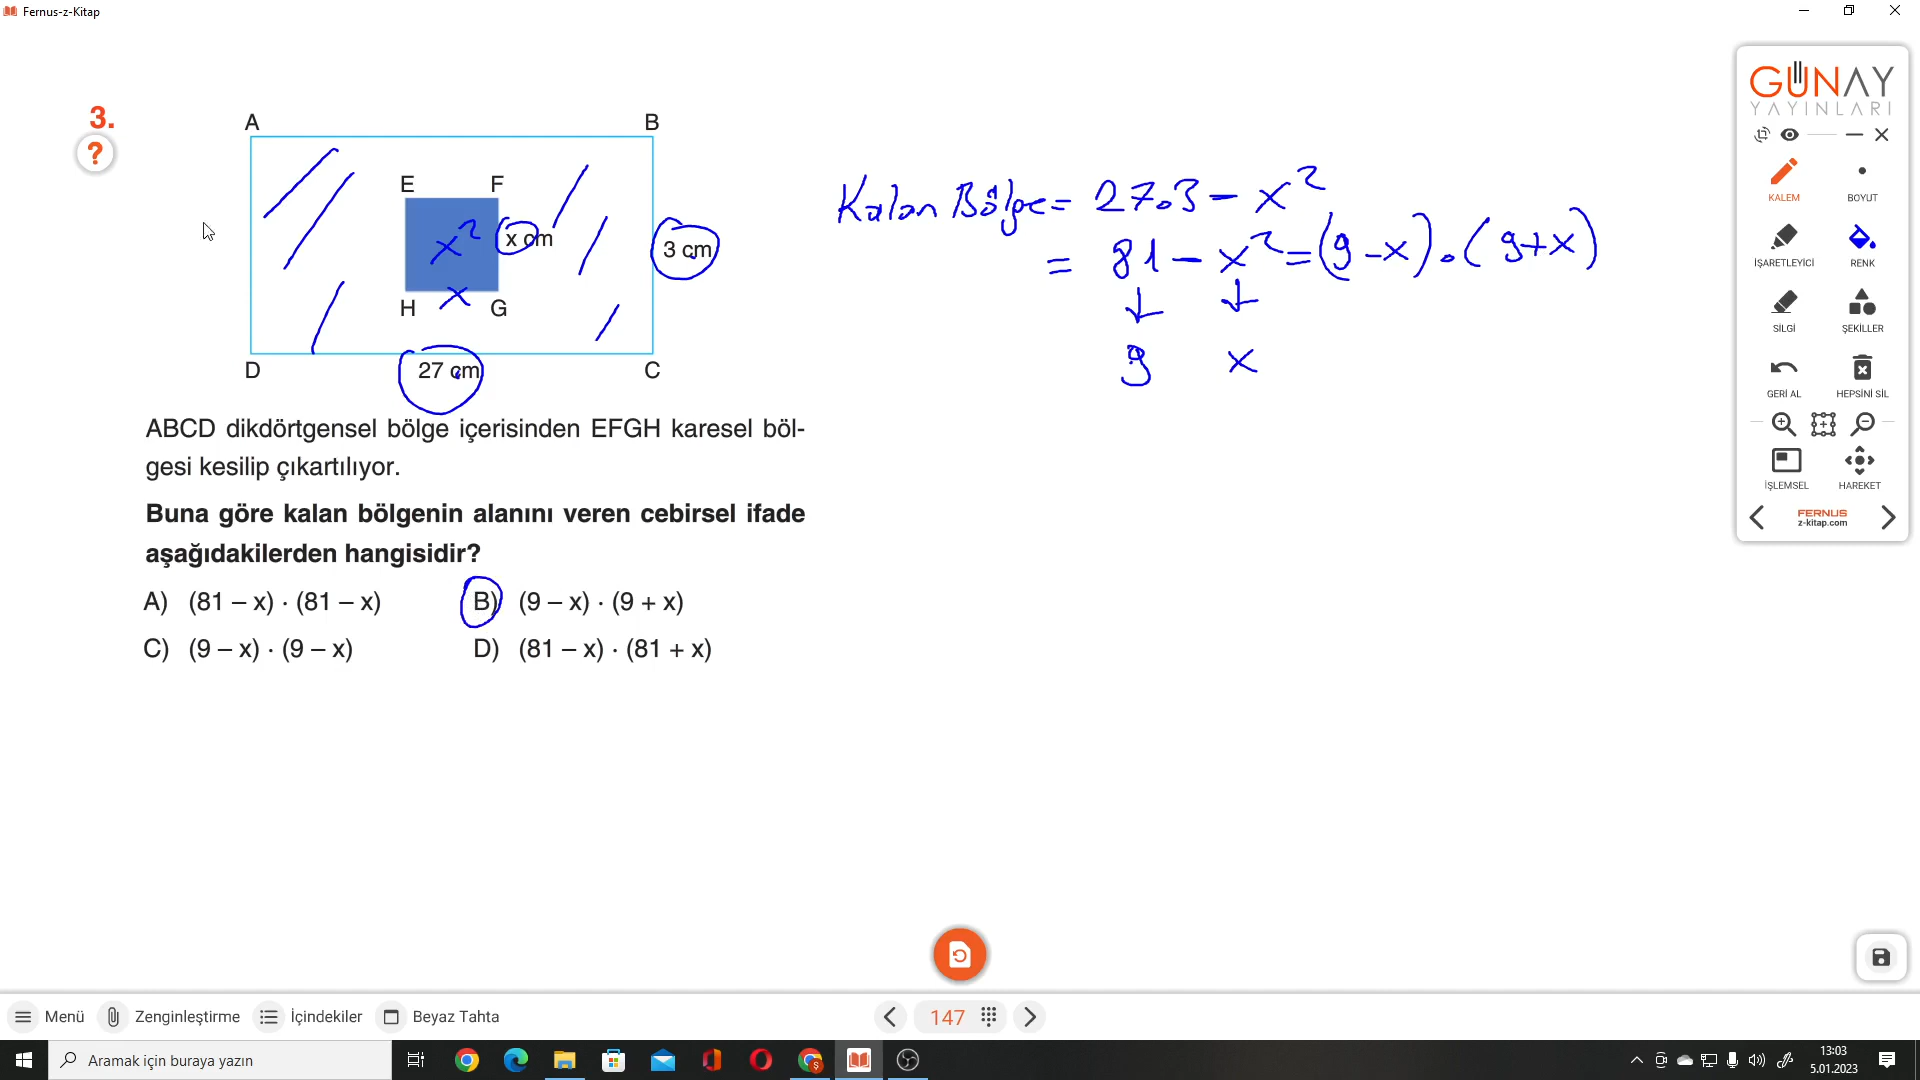 Fernus-z-Kitap
3.
?
A
B
E
F
x²
x cm
3 cm
H
x
G
D
27 cm
C
Kalan Bölge = 27.3 - x²
= 81 - x² = (9-x).(9+x)
9 x
ABCD dikdörtgensel bölge içerisinden EFGH karesel böl-
gesi kesilip çıkartılıyor.
Buna göre kalan bölgenin alanını veren cebirsel ifade
aşağıdakilerden hangisidir?
A) (81 – x) · (81 – x) B) (9 – x) · (9 + x)
C) (9 – x) · (9 – x) D) (81 – x) · (81 + x)
GÜNAY
YAYINLARI
KALEM BOYUT
İŞARETLEYİCİ RENK
SİLGİ ŞEKİLLER
GERİ AL HEPSİNİ SİL
İŞLEMSEL HAREKET
FERNUS
z-kitap.com
Menü Zenginleştirme İçindekiler Beyaz Tahta 147
Aramak için buraya yazın
13:03
5.01.2023